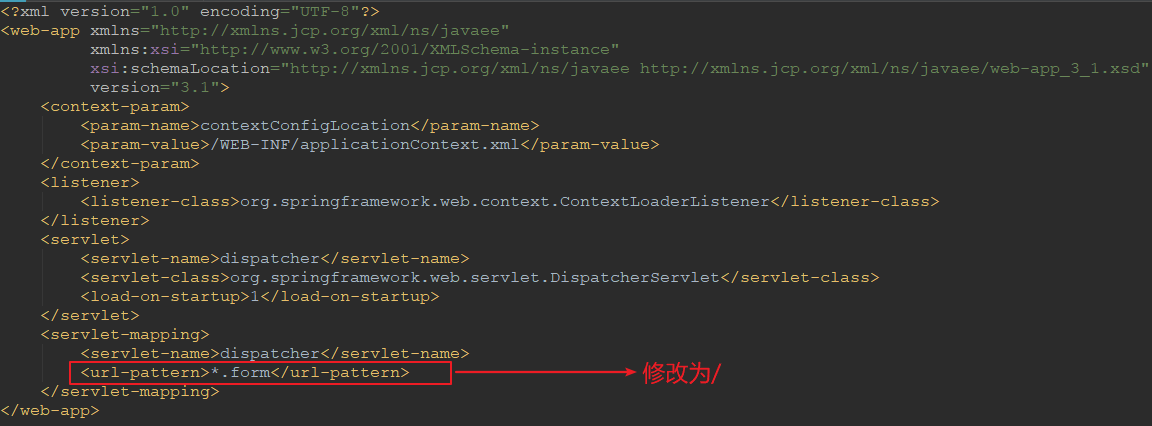 <?xml version="1.0" encoding="UTF-8"?>
<web-app xmlns="http://xmlns.jcp.org/xml/ns/javaee"
         xmlns:xsi="http://www.w3.org/2001/XMLSchema-instance"
         xsi:schemaLocation="http://xmlns.jcp.org/xml/ns/javaee http://xmlns.jcp.org/xml/ns/javaee/web-app_3_1.xsd"
         version="3.1">
    <context-param>
        <param-name>contextConfigLocation</param-name>
        <param-value>/WEB-INF/applicationContext.xml</param-value>
    </context-param>
    <listener>
        <listener-class>org.springframework.web.context.ContextLoaderListener</listener-class>
    </listener>
    <servlet>
        <servlet-name>dispatcher</servlet-name>
        <servlet-class>org.springframework.web.servlet.DispatcherServlet</servlet-class>
        <load-on-startup>1</load-on-startup>
    </servlet>
    <servlet-mapping>
        <servlet-name>dispatcher</servlet-name>
        <url-pattern>*.form</url-pattern> 修改为/
    </servlet-mapping>
</web-app>